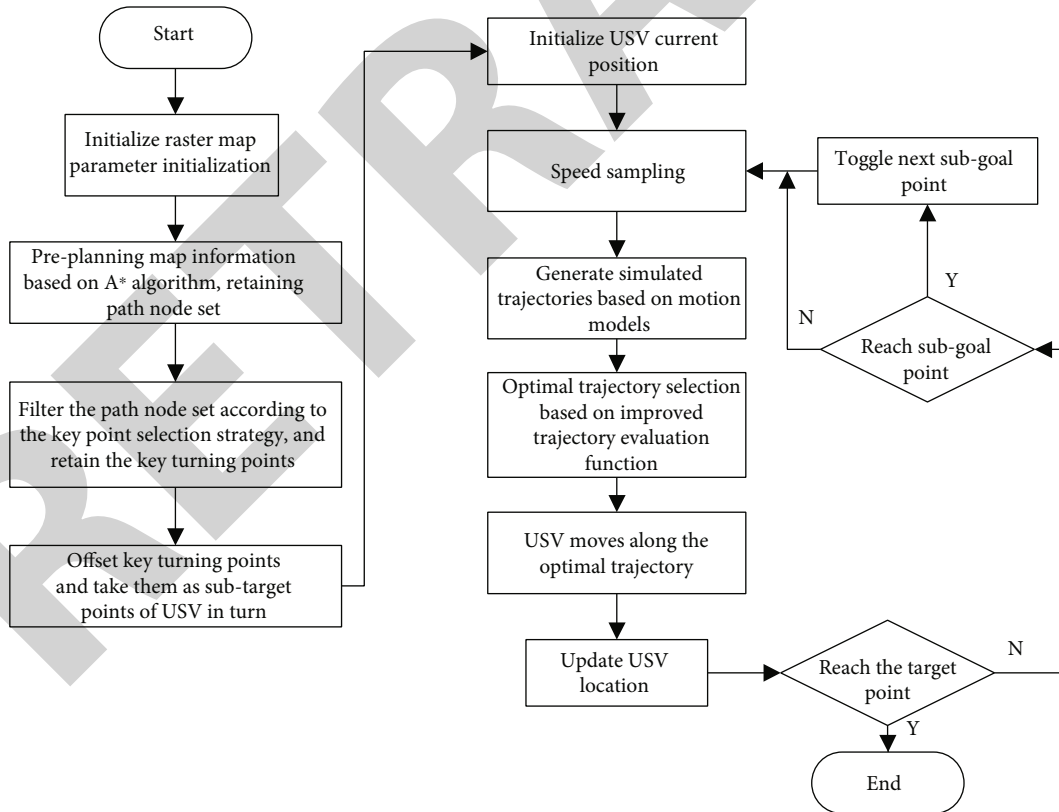 Start
Initialize raster map
parameter initialization
Pre-planning map information
based on A* algorithm, retaining
path node set
Filter the path node set according to
the key point selection strategy, and
retain the key turning points
Offset key turning points
and take them as sub-target
points of USV in turn
Initialize USV current
position
Speed sampling
Generate simulated
trajectories based on motion
models
Optimal trajectory selection
based on improved
trajectory evaluation
function
USV moves along the
optimal trajectory
Update USV
location
Reach the target
point
N
Y
End
Reach sub-goal
point
N
Y
Toggle next sub-goal
point
RETRA